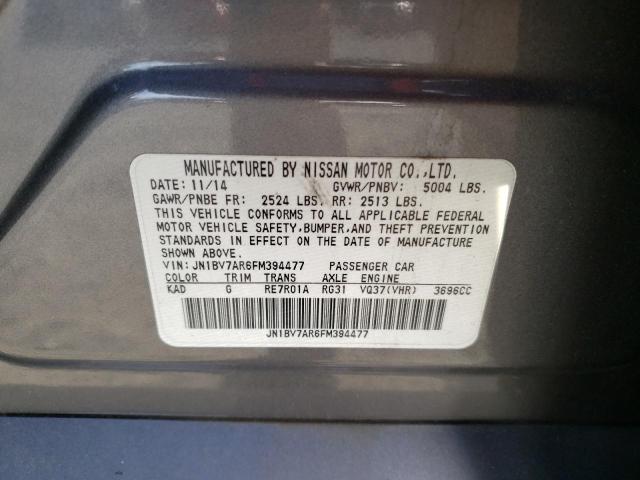 MANUFACTURED BY NISSAN MOTOR CO.,LTD.
DATE: 11/14 GVWR/PNBV: 5004 LBS.
GAWR/PNBE FR: 2524 LBS. RR: 2513 LBS.
THIS VEHICLE CONFORMS TO ALL APPLICABLE FEDERAL
MOTOR VEHICLE SAFETY,BUMPER,AND THEFT PREVENTION
STANDARDS IN EFFECT ON THE DATE OF MANUFACTURE
SHOWN ABOVE.
VIN: JN1BV7AR6FM394477 PASSENGER CAR
COLOR TRIM TRANS AXLE ENGINE
KAD G RE7R01A RG31 VQ37(VHR) 3696CC
JN1BV7AR6FM394477